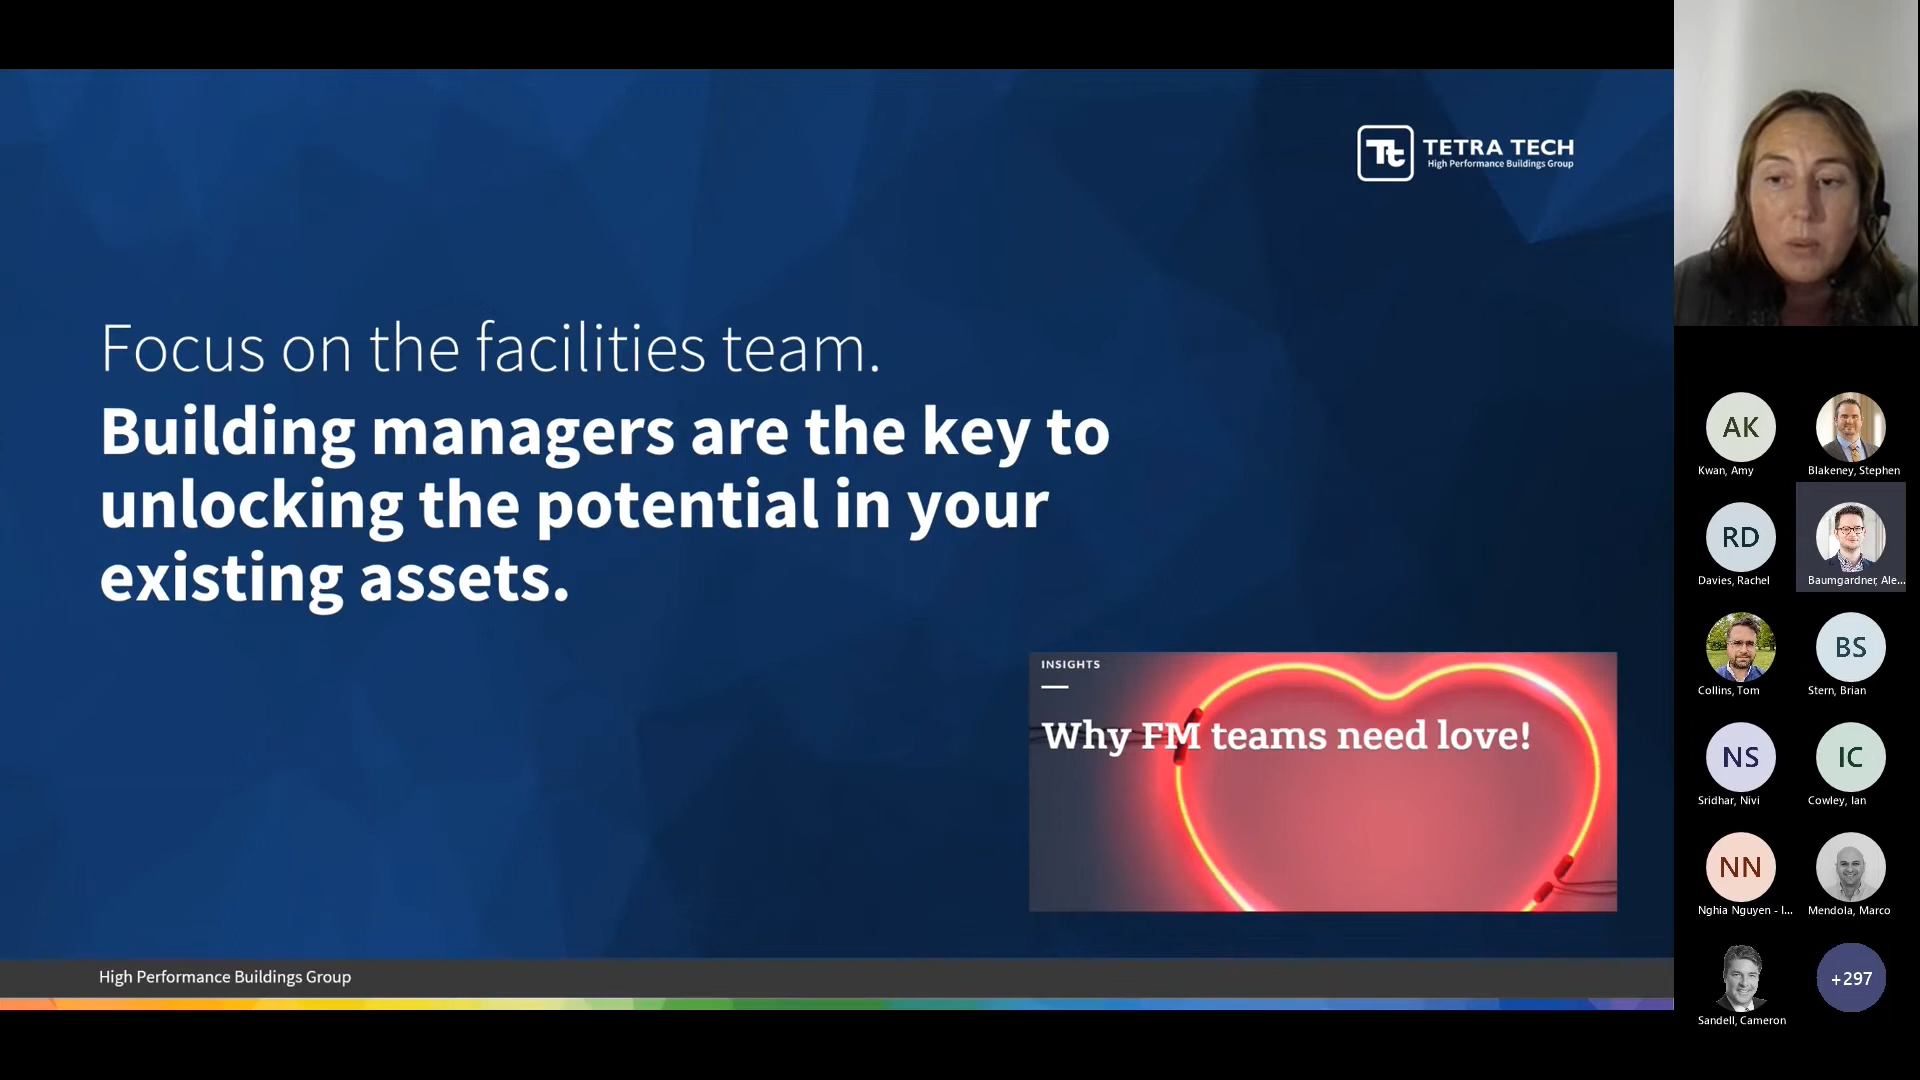 Tt TETRA TECH
High Performance Buildings Group
Focus on the facilities team.
Building managers are the key to
unlocking the potential in your
existing assets.
INSIGHTS
Why FM teams need love!
High Performance Buildings Group
AK
Kwan, Amy
Blakeney, Stephen
RD
Davies, Rachel
Baumgardner, Ale...
Collins, Tom
BS
Stern, Brian
NS
Sridhar, Nivi
IC
Cowley, Ian
NN
Nghia Nguyen - I...
Mendola, Marco
Sandell, Cameron
+297